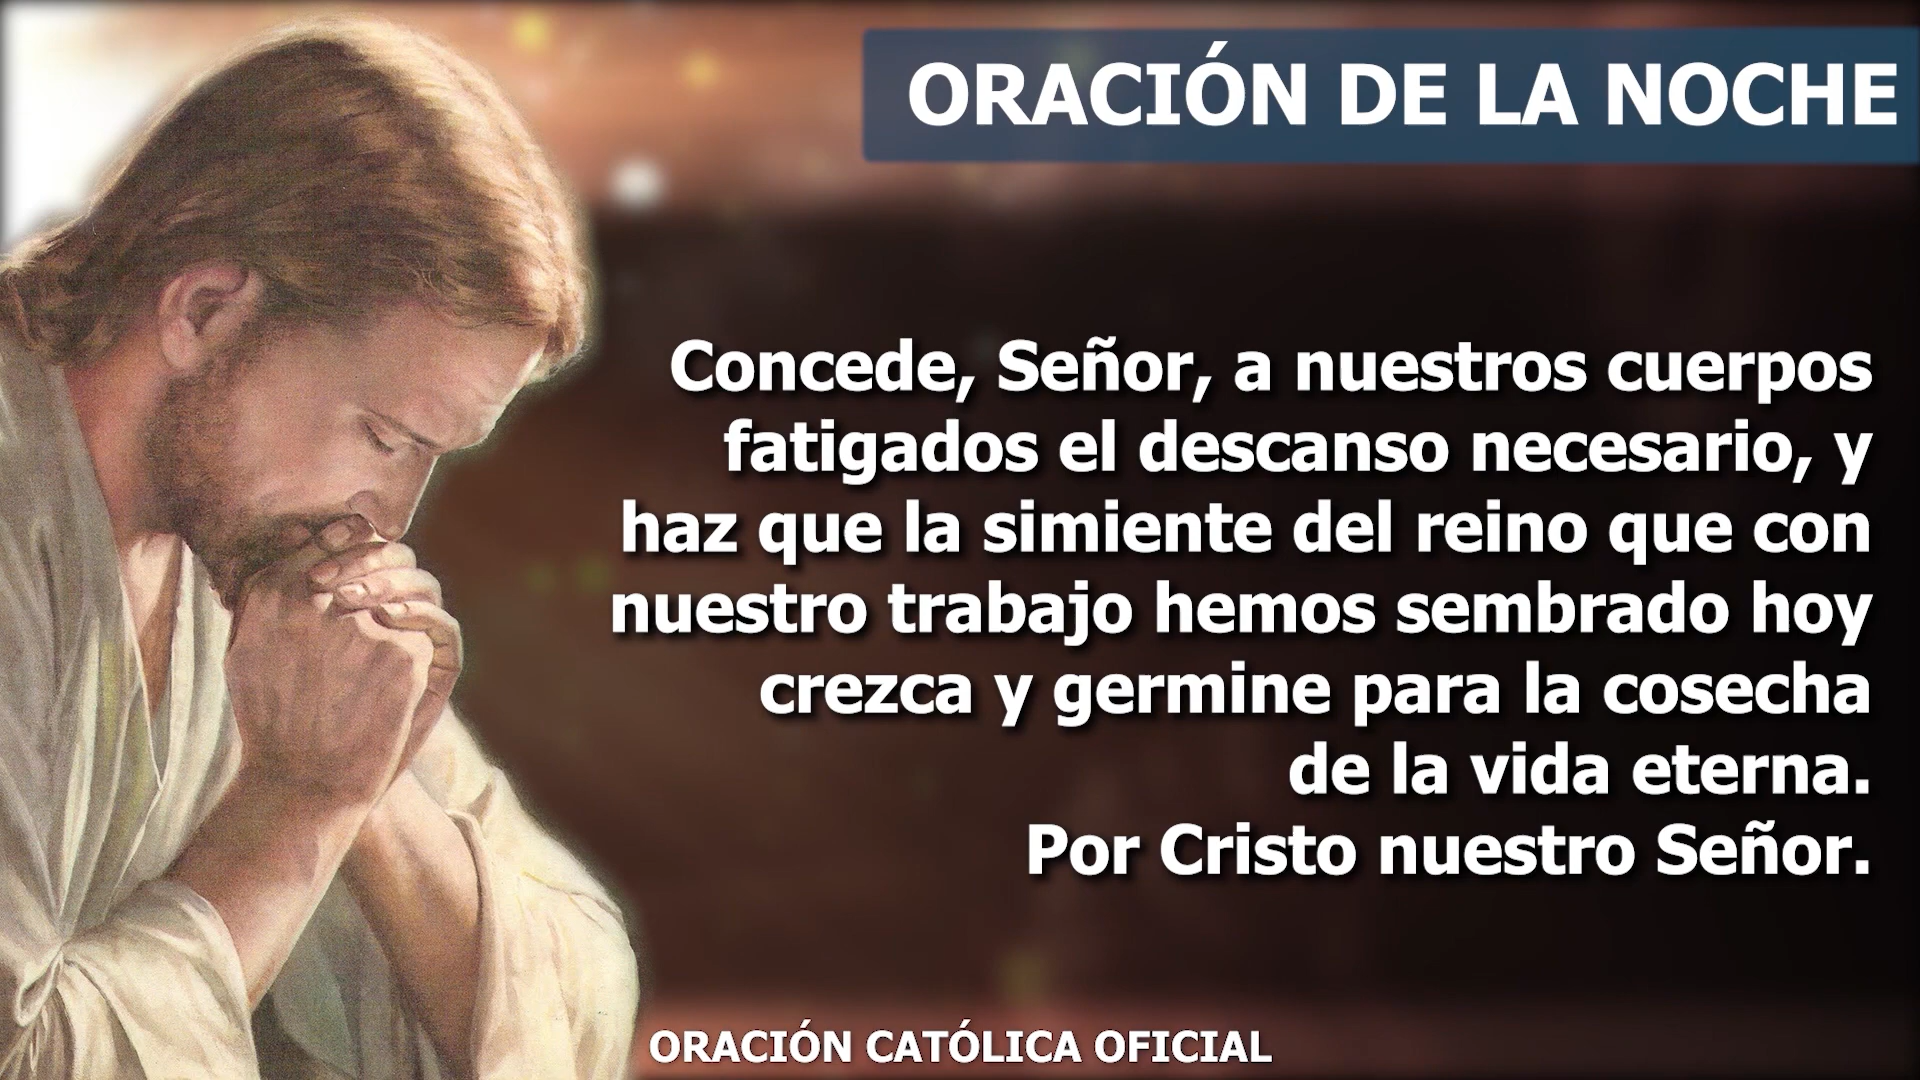 ORACIÓN DE LA NOCHE
Concede, Señor, a nuestros cuerpos
fatigados el descanso necesario, y
haz que la simiente del reino que con
nuestro trabajo hemos sembrado hoy
crezca y germine para la cosecha
de la vida eterna.
Por Cristo nuestro Señor.
ORACIÓN CATÓLICA OFICIAL